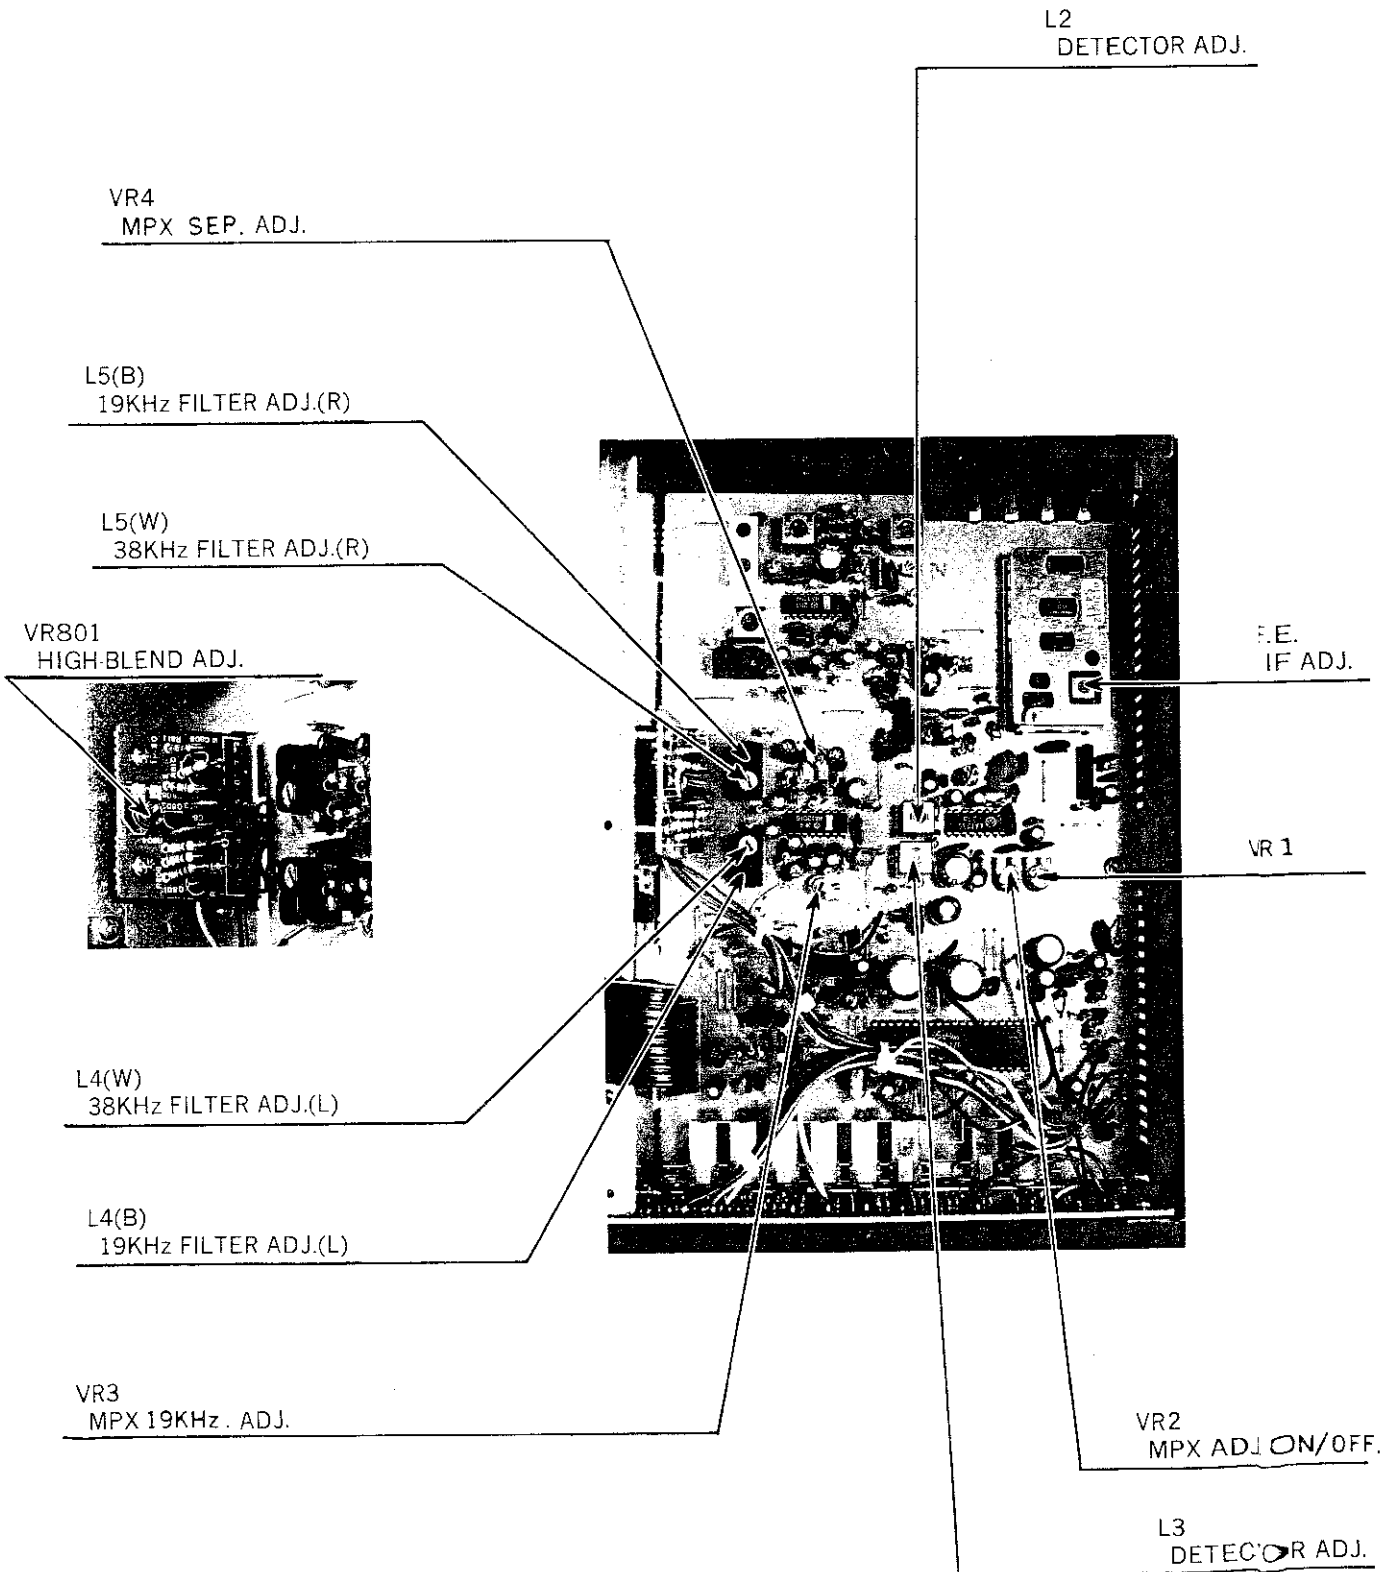 L2
DETECTOR ADJ.
VR4
MPX SEP. ADJ.
L5(B)
19KHz FILTER ADJ.(R)
L5(W)
38KHz FILTER ADJ.(R)
VR801
HIGH-BLEND ADJ.
F.E.
IF ADJ.
VR 1
L4(W)
38KHz FILTER ADJ.(L)
L4(B)
19KHz FILTER ADJ.(L)
VR3
MPX 19KHz. ADJ.
VR2
MPX ADJ ON/OFF.
L3
DETECTOR ADJ.